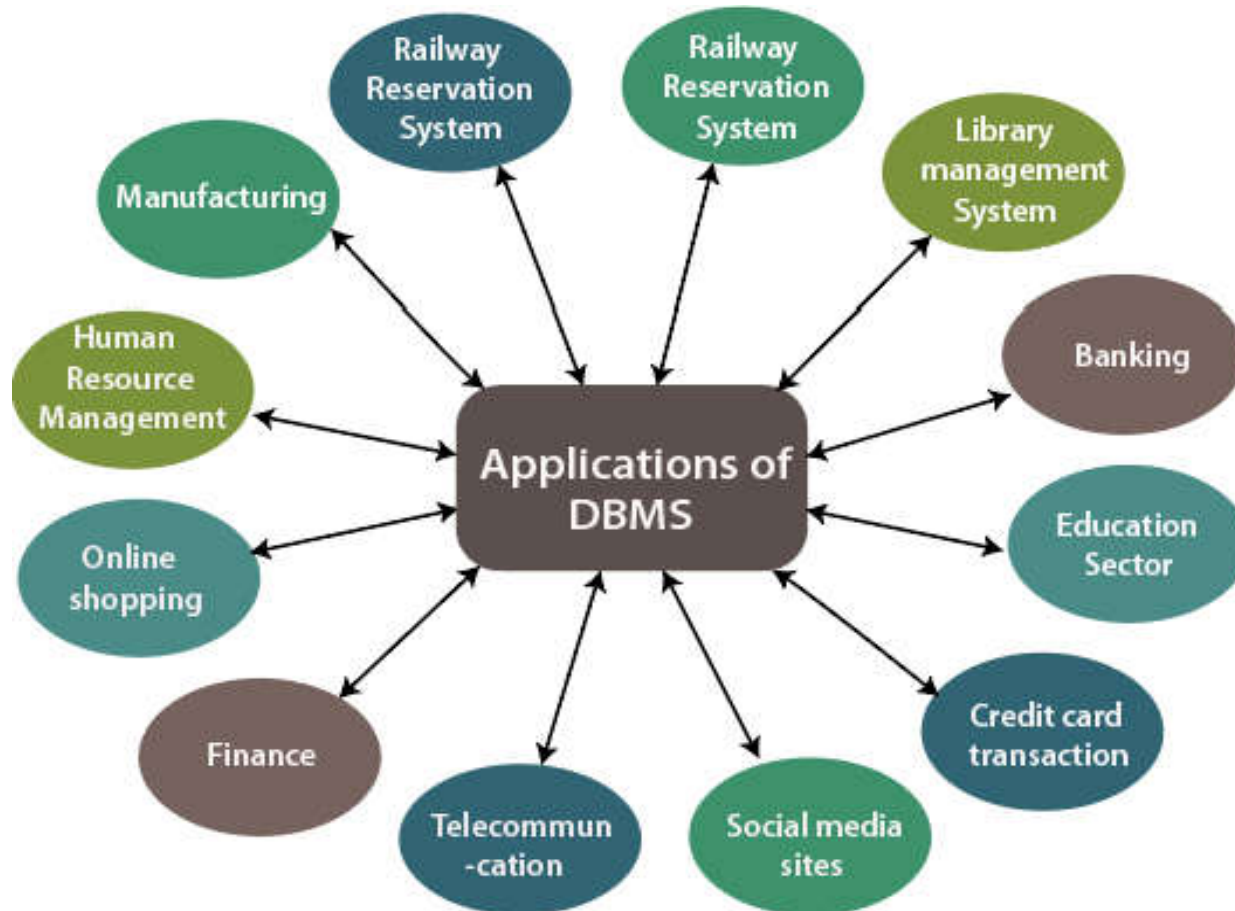 Railway
Reservation
System
Railway
Reservation
System
Library
management
System
Manufacturing
Banking
Human
Resource
Management
Applications of
DBMS
Education
Sector
Online
shopping
Credit card
transaction
Finance
Telecommun
-cation
Social media
sites